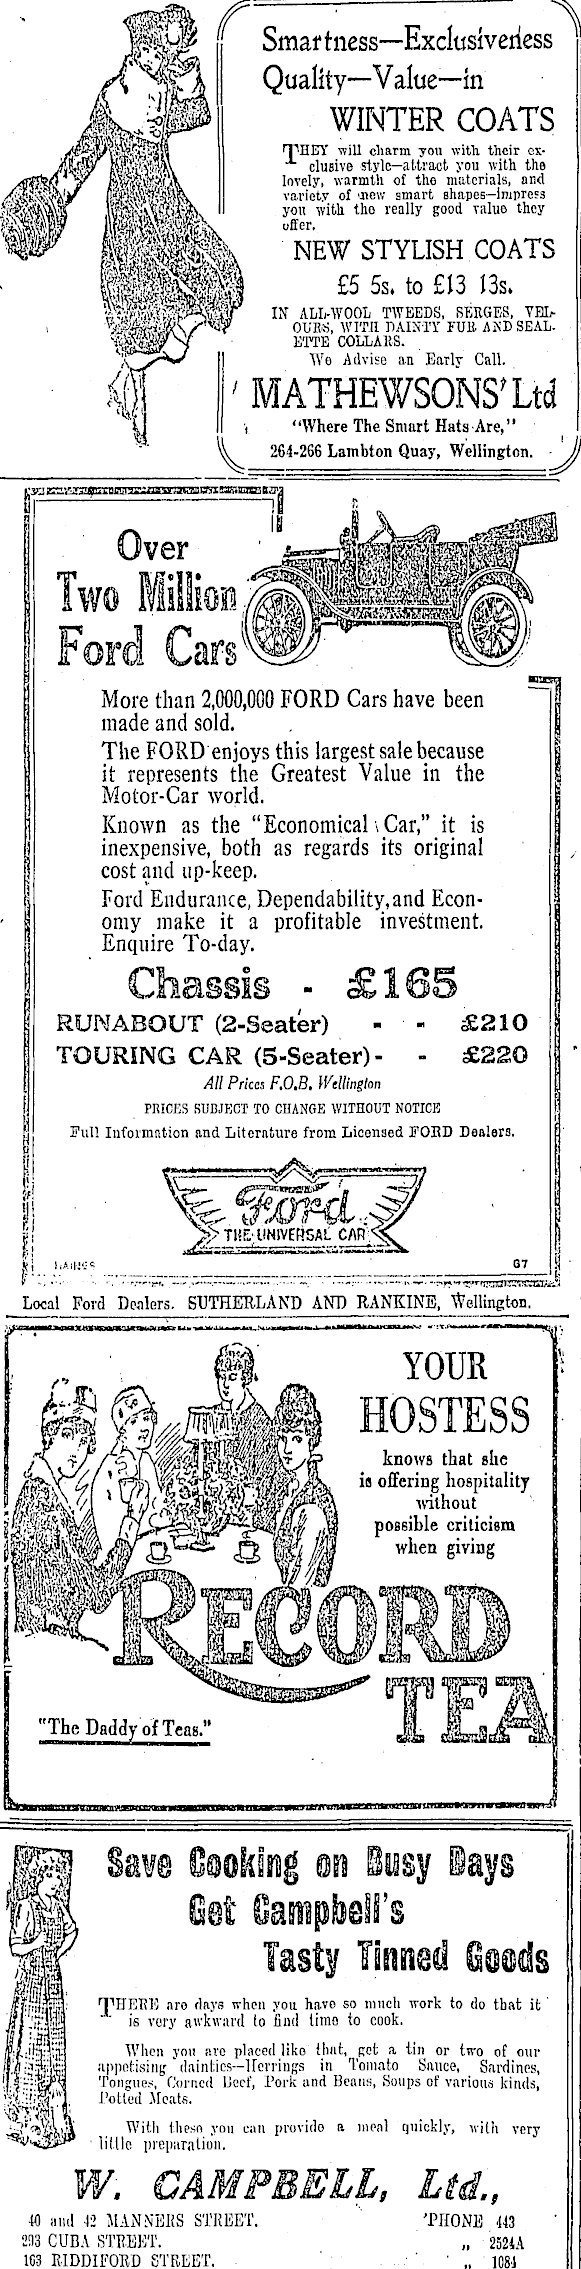 Smartness—Exclusiveness
Quality—Value—in
WINTER COATS
THEY will charm you with their ex-
clusive style—attract you with the
lovely, warmth of the materials, and
variety of new smart shapes—impress
you with the really good value they
offer.
NEW STYLISH COATS
£5 5s. to £13 13s.
IN ALL-WOOL TWEEDS, SERGES, VEL-
OURS, WITH DAINTY FUR AND SEAL-
ETTE COLLARS.
We Advise an Early Call.
MATHEWSONS' Ltd
"Where The Smart Hats Are,"
264-266 Lambton Quay, Wellington.
Over
Two Million
Ford Cars
More than 2,000,000 FORD Cars have been
made and sold.
The FORD enjoys this largest sale because
it represents the Greatest Value in the
Motor-Car world.
Known as the "Economical Car," it is
inexpensive, both as regards its original
cost and up-keep.
Ford Endurance, Dependability, and Econ-
omy make it a profitable investment.
Enquire To-day.
Chassis - £165
RUNABOUT (2-Seater) - - £210
TOURING CAR (5-Seater) - - £220
All Prices F.O.B. Wellington
PRICES SUBJECT TO CHANGE WITHOUT NOTICE
Full Information and Literature from Licensed FORD Dealers.
Ford
THE UNIVERSAL CAR
HAINES 67
Local Ford Dealers. SUTHERLAND AND RANKINE, Wellington.
YOUR
HOSTESS
knows that she
is offering hospitality
without
possible criticism
when giving
RECORD
TEA
"The Daddy of Teas."
Save Cooking on Busy Days
Get Campbell's
Tasty Tinned Goods
THERE are days when you have so much work to do that it
is very awkward to find time to cook.
When you are placed like that, get a tin or two of our
appetising dainties—Herrings in Tomato Sauce, Sardines,
Tongues, Corned Beef, Pork and Beans, Soups of various kinds,
Potted Meats.
With these you can provide a meal quickly, with very
little preparation.
W. CAMPBELL, Ltd.,
40 and 42 MANNERS STREET. 'PHONE 443
293 CUBA STREET. „ 2524A
163 RIDDIFORD STREET. „ 1084